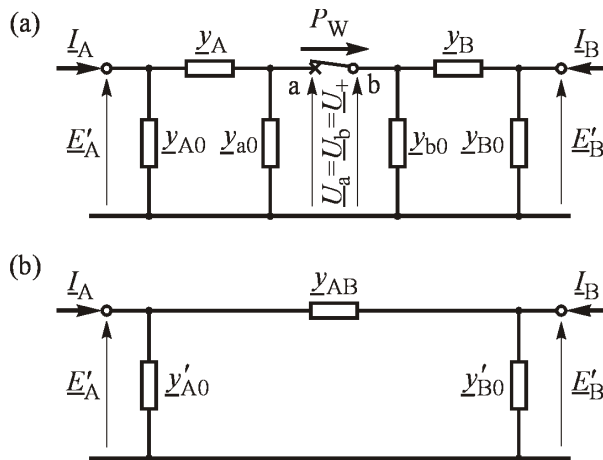 (a)
P_W
I_A
y_A
y_B
I_B
a
b
E'_A
y_A0
y_a0
U_a = U_b = U_+
y_b0
y_B0
E'_B
(b)
I_A
y_AB
I_B
E'_A
y'_A0
y'_B0
E'_B